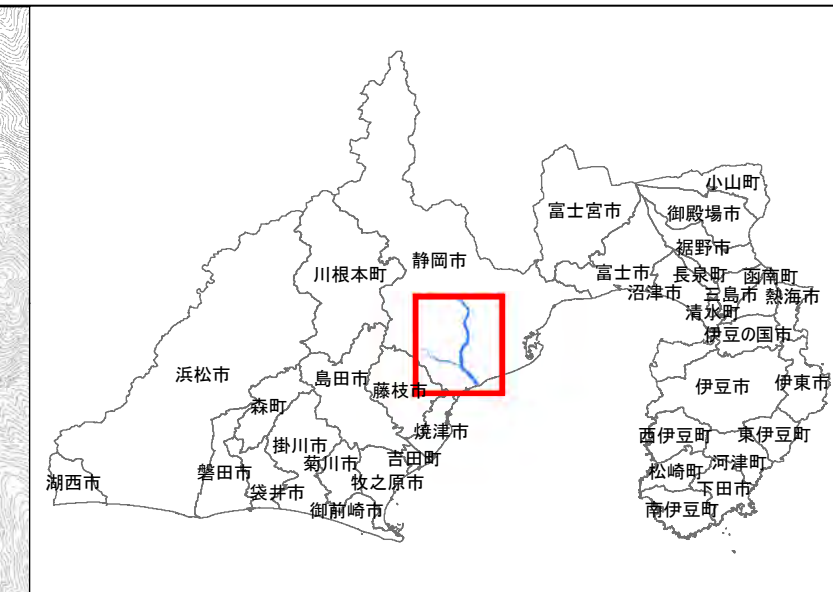 小山町
富士宮市
御殿場市
裾野市
静岡市
富士市
長泉町
函南町
川根本町
沼津市
三島市
熱海市
清水町
伊豆の国市
浜松市
島田市
藤枝市
伊豆市
伊東市
森町
焼津市
掛川市
西伊豆町
東伊豆町
菊川市
吉田町
河津町
磐田市
松崎町
湖西市
牧之原市
袋井市
下田市
御前崎市
南伊豆町